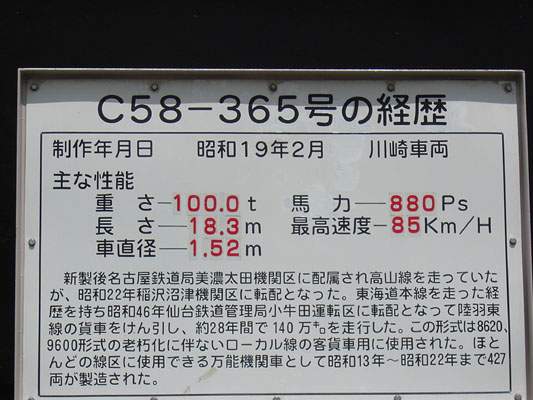 C58-365号の経歴
制作年月日 昭和19年2月 川崎車両
主な性能
重さ-100.0t 馬力-880Ps
長さ-18.3m 最高速度-85Km/H
車直径-1.52m
新製後名古屋鉄道局美濃太田機関区に配属され高山線を走っていた
が、昭和22年稲沢沼津機関区に転配となった。東海道本線を走った経
歴を持ち昭和46年仙台鉄道管理局小牛田運転区に転配となって陸羽東
線の貨車をけん引し、約28年間で140万㌔を走行した。この形式は8620,
9600形式の老朽化に伴ないローカル線の客貨車用に使用された。ほと
んどの線区に使用できる万能機関車として昭和13年~昭和22年まで427
両が製造された。